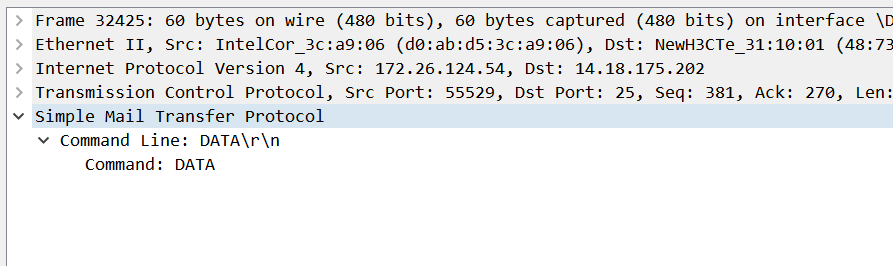 Frame 32425: 60 bytes on wire (480 bits), 60 bytes captured (480 bits) on interface \D
Ethernet II, Src: IntelCor_3c:a9:06 (d0:ab:d5:3c:a9:06), Dst: NewH3CTe_31:10:01 (48:73
Internet Protocol Version 4, Src: 172.26.124.54, Dst: 14.18.175.202
Transmission Control Protocol, Src Port: 55529, Dst Port: 25, Seq: 381, Ack: 270, Len:
Simple Mail Transfer Protocol
Command Line: DATA\r\n
Command: DATA